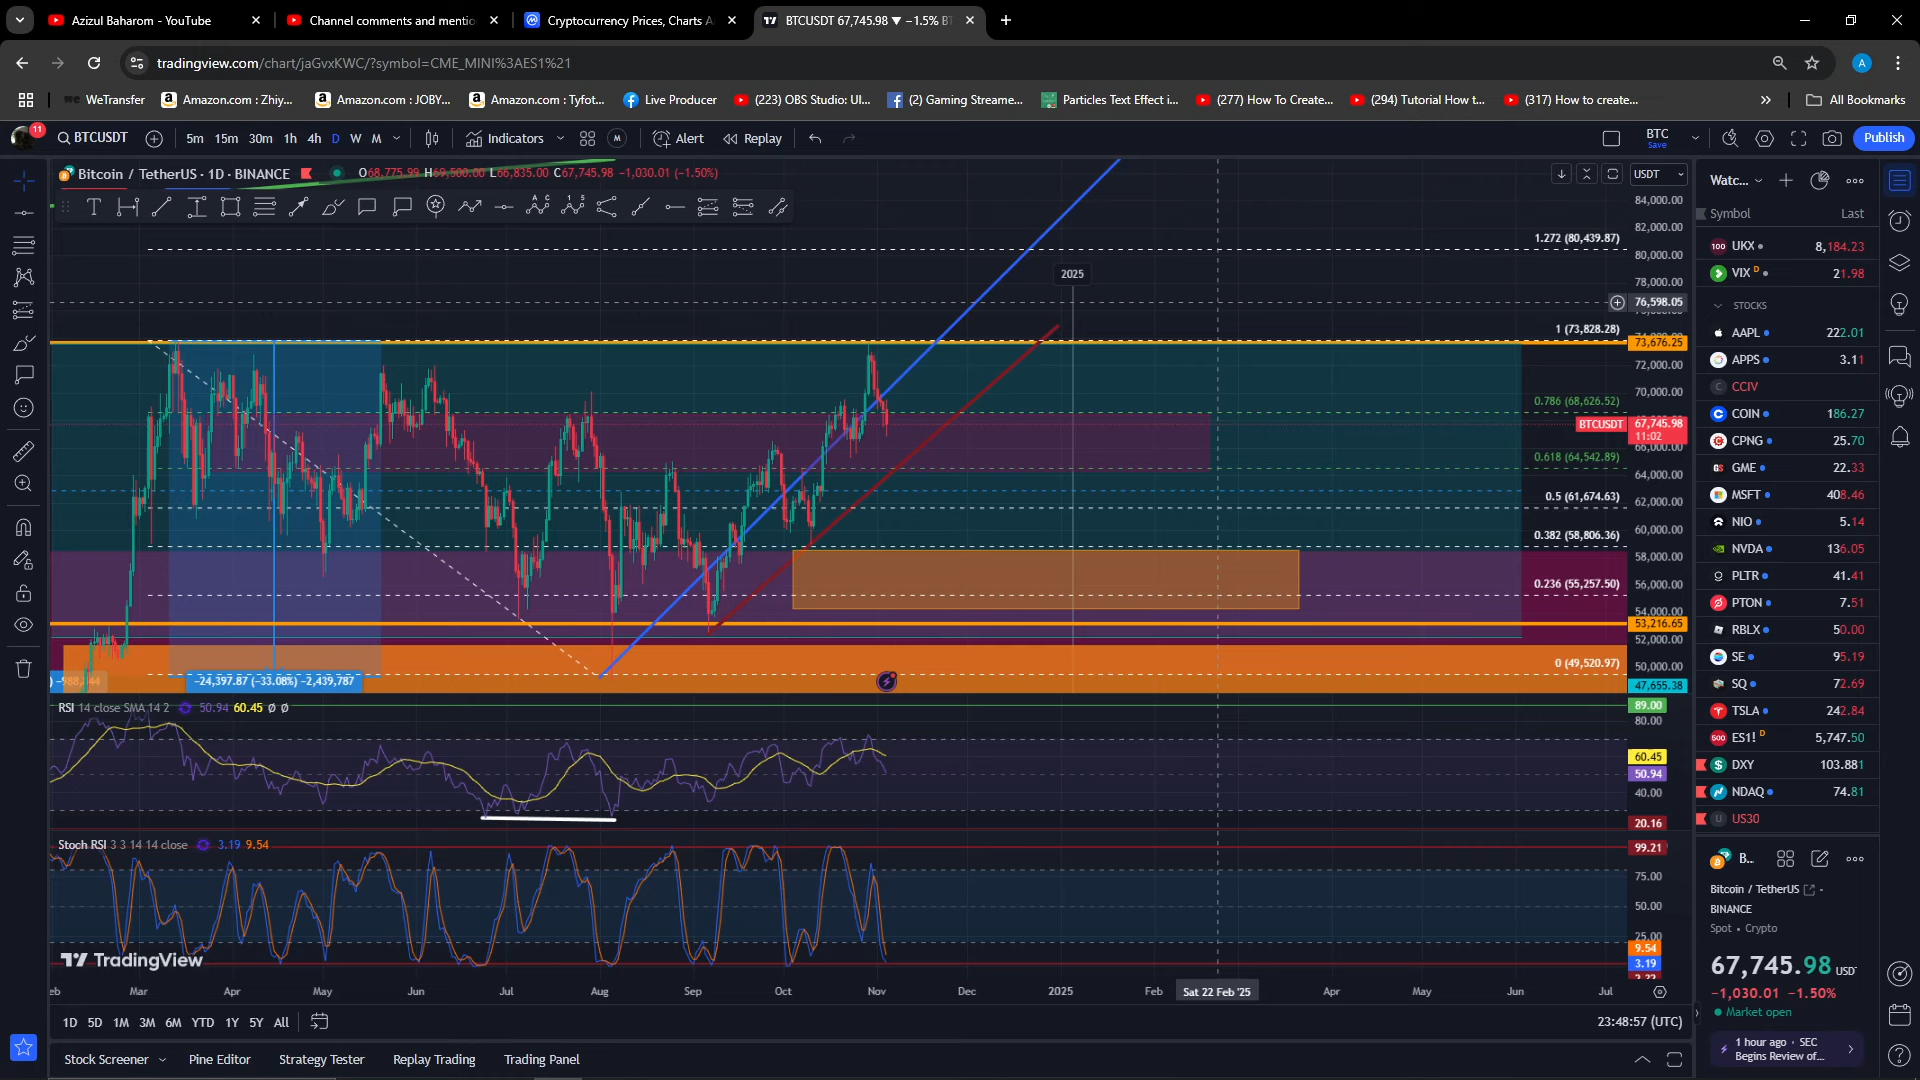 Azizul Baharom - YouTube
Channel comments and mentio
Cryptocurrency Prices, Charts A
BTCUSDT 67,745.98 ▼ −1.5% BT
tradingview.com/chart/jaGvxKWC/?symbol=CME_MINI%3AES1%21
WeTransfer
Amazon.com : Zhiy...
Amazon.com : JOBY...
Amazon.com : Tyfot...
Live Producer
(223) OBS Studio: Ul...
(2) Gaming Streame...
Particles Text Effect i...
(277) How To Create...
(294) Tutorial How t...
(317) How to create...
All Bookmarks
11
BTCUSDT
5m 15m 30m 1h 4h D W M
Indicators
M
Alert
Replay
BTC
Save
Publish
Bitcoin / TetherUS · 1D · BINANCE
O68,775.99 H69,500.00 L66,835.00 C67,745.98 −1,030.01 (−1.50%)
USDT
84,000.00
82,000.00
1.272 (80,439.87)
80,000.00
2025
78,000.00
76,598.05
1 (73,828.28)
73,676.25
72,000.00
70,000.00
0.786 (68,626.52)
BTCUSDT
67,745.98
11:02
66,000.00
0.618 (64,542.89)
64,000.00
0.5 (61,674.63)
62,000.00
60,000.00
0.382 (58,806.36)
58,000.00
0.236 (55,257.50)
56,000.00
54,000.00
53,216.65
52,000.00
0 (49,520.97)
50,000.00
) −988,344
−24,397.87 (−33.08%) −2,439,787
47,655.38
RSI 14 close SMA 14 2 50.94 60.45 Ø Ø
89.00
80.00
60.45
50.94
40.00
20.16
Stoch RSI 3 3 14 14 close 3.19 9.54
99.21
75.00
50.00
25.00
9.54
3.19
TradingView
eb Mar Apr May Jun Jul Aug Sep Oct Nov Dec 2025 Feb Sat 22 Feb '25 Apr May Jun Jul
1D 5D 1M 3M 6M YTD 1Y 5Y All
23:48:57 (UTC)
Stock Screener
Pine Editor
Strategy Tester
Replay Trading
Trading Panel
Watc...
Symbol Last
100 UKX 8,184.23
VIX D 21.98
STOCKS
AAPL 222.01
APPS 3.11
C CCIV
COIN 186.27
CPNG 25.70
GME 22.33
MSFT 408.46
NIO 5.14
NVDA 136.05
PLTR 41.41
PTON 7.51
RBLX 50.00
SE 95.19
SQ 72.69
TSLA 242.84
500 ES1! D 5,747.50
DXY 103.881
NDAQ 74.81
U US30
B...
Bitcoin / TetherUS
BINANCE
Spot • Crypto
67,745.98 USD
−1,030.01 −1.50%
Market open
1 hour ago · SEC
Begins Review of...